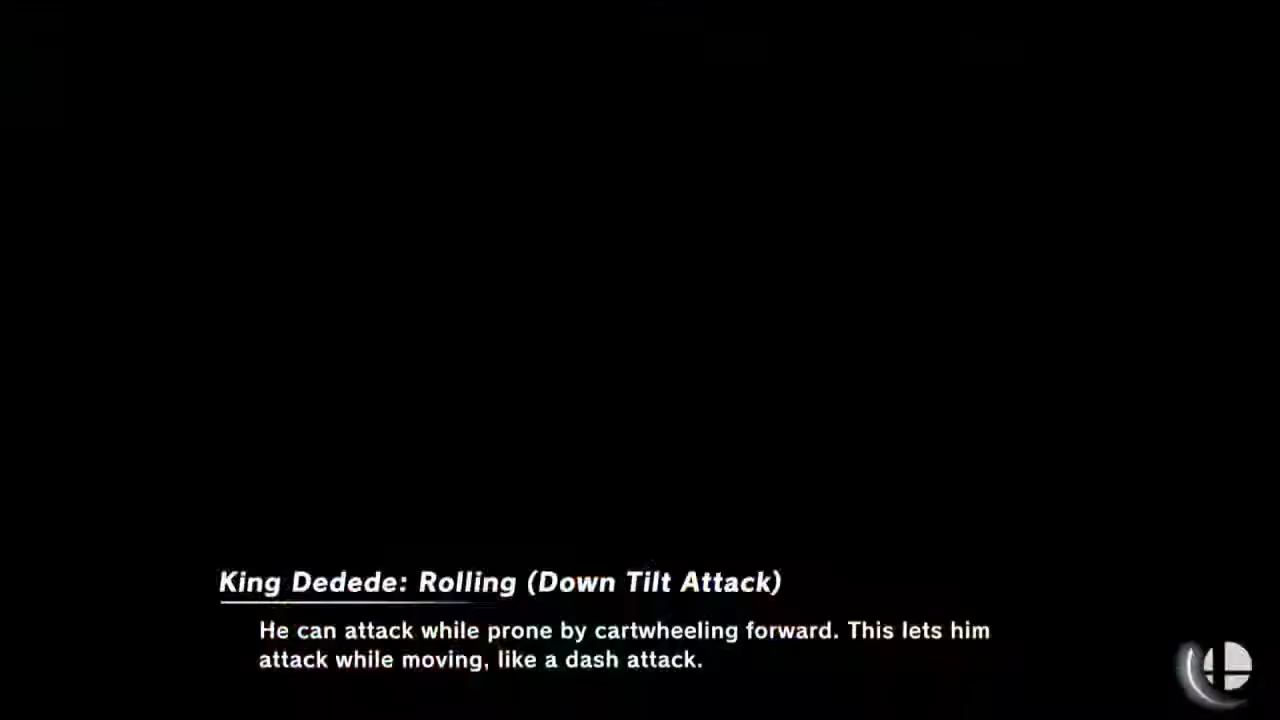 King Dedede: Rolling (Down Tilt Attack)
He can attack while prone by cartwheeling forward. This lets him
attack while moving, like a dash attack.